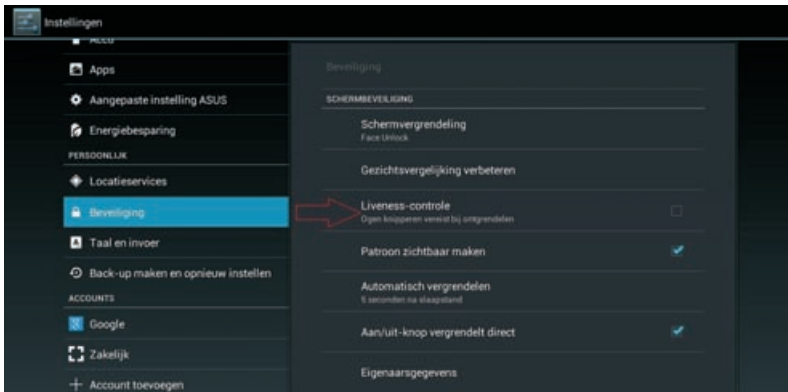 Instellingen
Accu
Apps
Aangepaste instelling ASUS
Energiebesparing
PERSOONLIJK
Locatieservices
Beveiliging
Taal en invoer
Back-up maken en opnieuw instellen
ACCOUNTS
Google
Zakelijk
Account toevoegen
Beveiliging
SCHERMBEVEILIGING
Schermvergrendeling
Face Unlock
Gezichtsvergelijking verbeteren
Liveness-controle
Ogen knipperen vereist bij ontgrendelen
Patroon zichtbaar maken
Automatisch vergrendelen
5 seconden na slaapstand
Aan/uit-knop vergrendelt direct
Eigenaarsgegevens